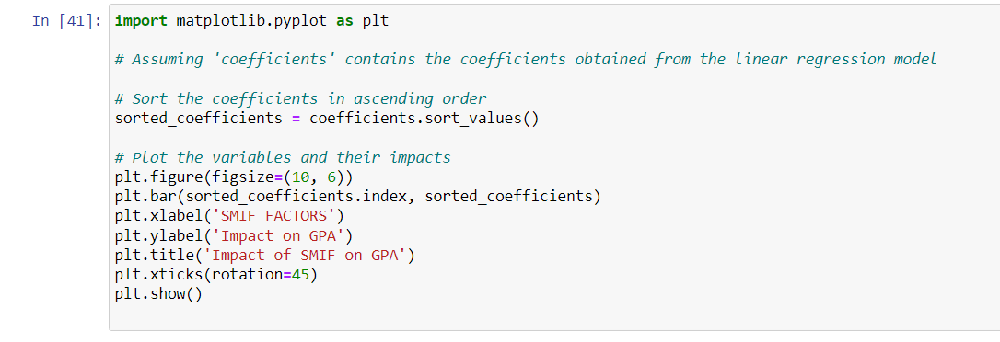 In [41]: import matplotlib.pyplot as plt
# Assuming 'coefficients' contains the coefficients obtained from the linear regression model
# Sort the coefficients in ascending order
sorted_coefficients = coefficients.sort_values()
# Plot the variables and their impacts
plt.figure(figsize=(10, 6))
plt.bar(sorted_coefficients.index, sorted_coefficients)
plt.xlabel('SMIF FACTORS')
plt.ylabel('Impact on GPA')
plt.title('Impact of SMIF on GPA')
plt.xticks(rotation=45)
plt.show()